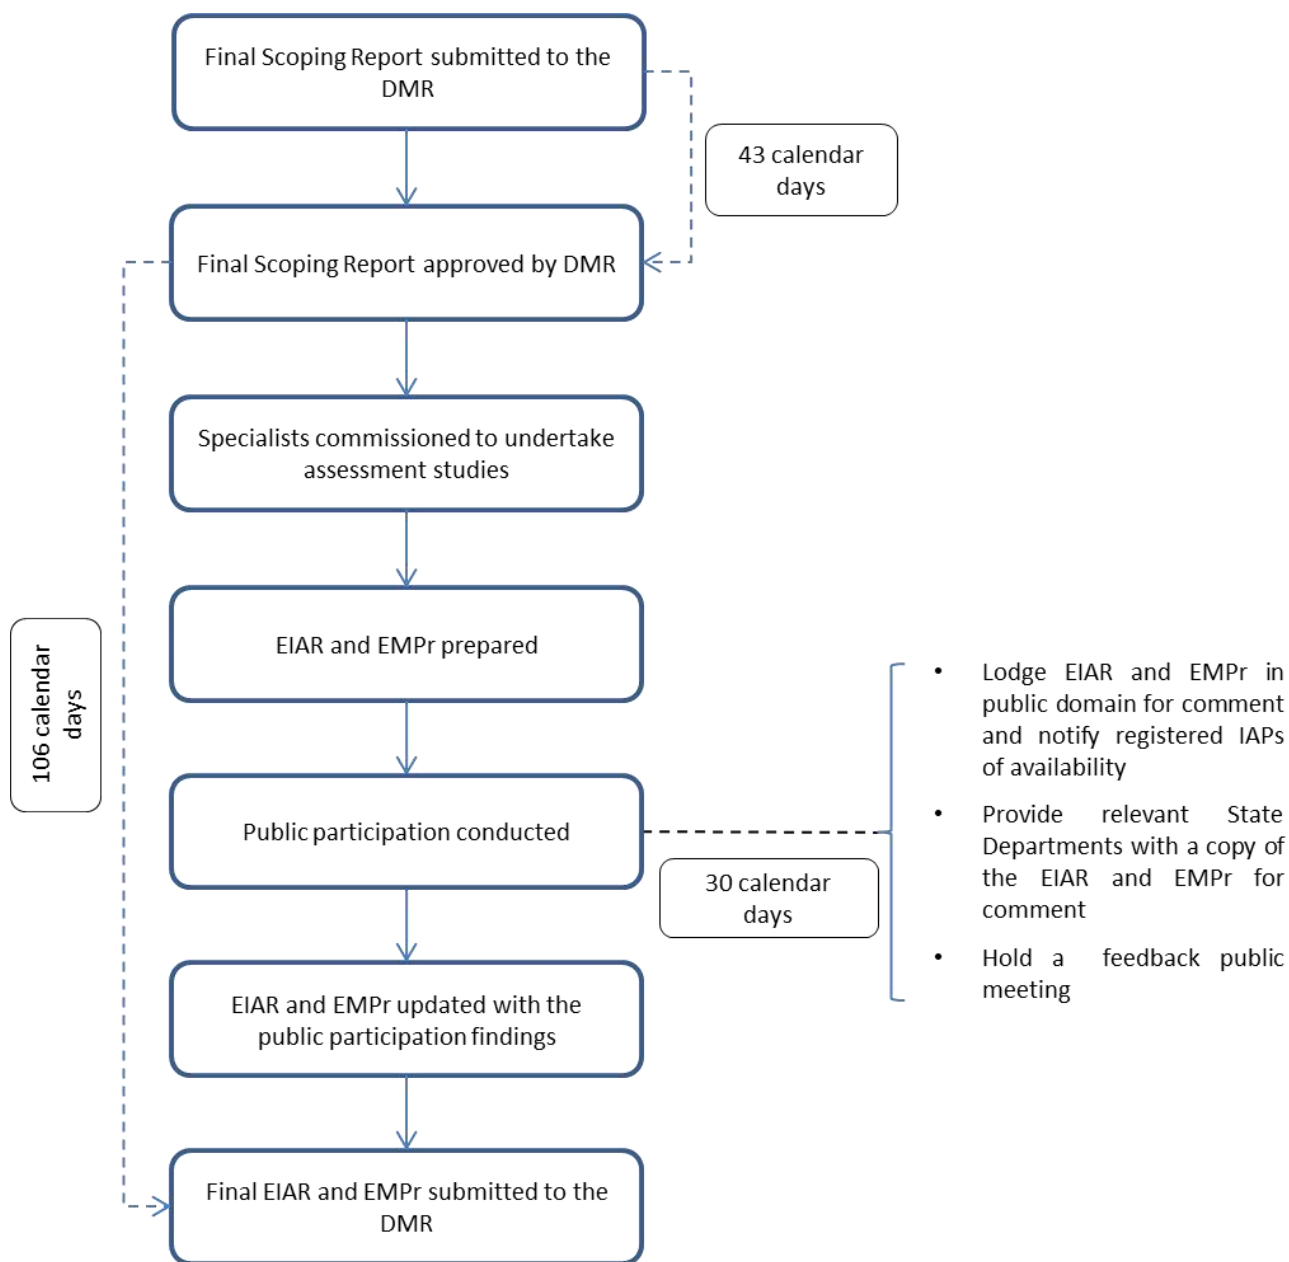 Final Scoping Report submitted to the
DMR
43 calendar
days
Final Scoping Report approved by DMR
Specialists commissioned to undertake
assessment studies
EIAR and EMPr prepared
106 calendar
days
Public participation conducted
30 calendar
days
• Lodge EIAR and EMPr in
public domain for comment
and notify registered IAPs
of availability
• Provide relevant State
Departments with a copy of
the EIAR and EMPr for
comment
• Hold a feedback public
meeting
EIAR and EMPr updated with the
public participation findings
Final EIAR and EMPr submitted to the
DMR